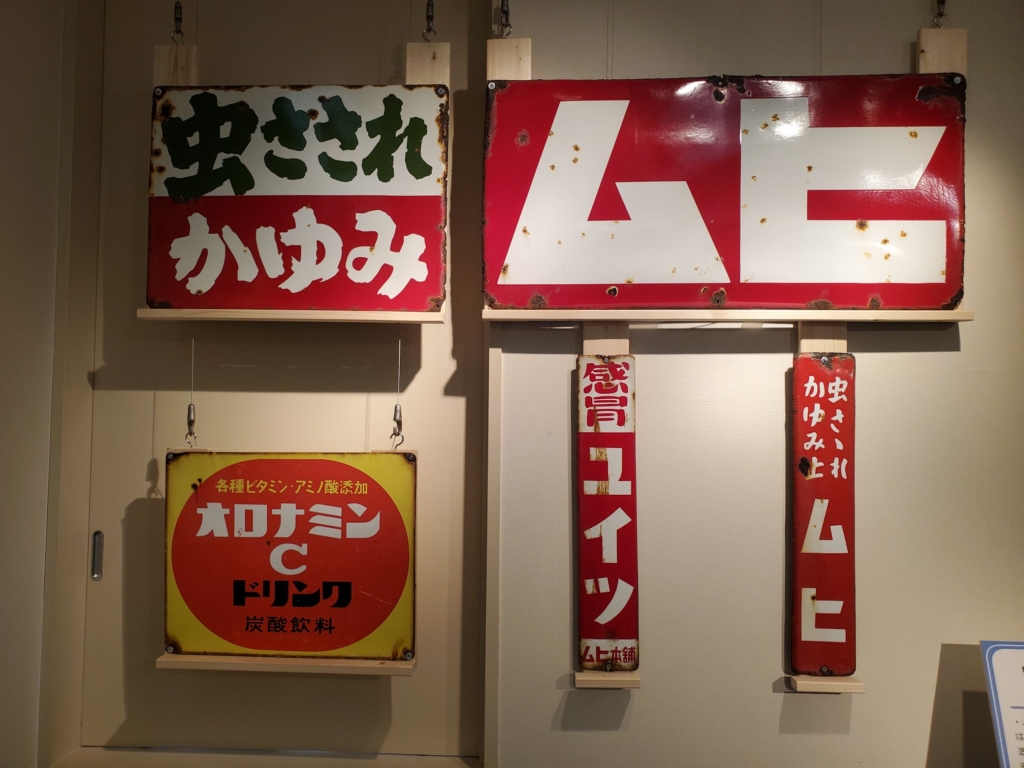 虫さされ
かゆみ
ムヒ
各種ビタミン・アミノ酸添加
オロナミン
C
ドリンク
炭酸飲料
感冒
ユイツ
ムヒ本舗
虫さゝれ
かゆみ止
ムヒ